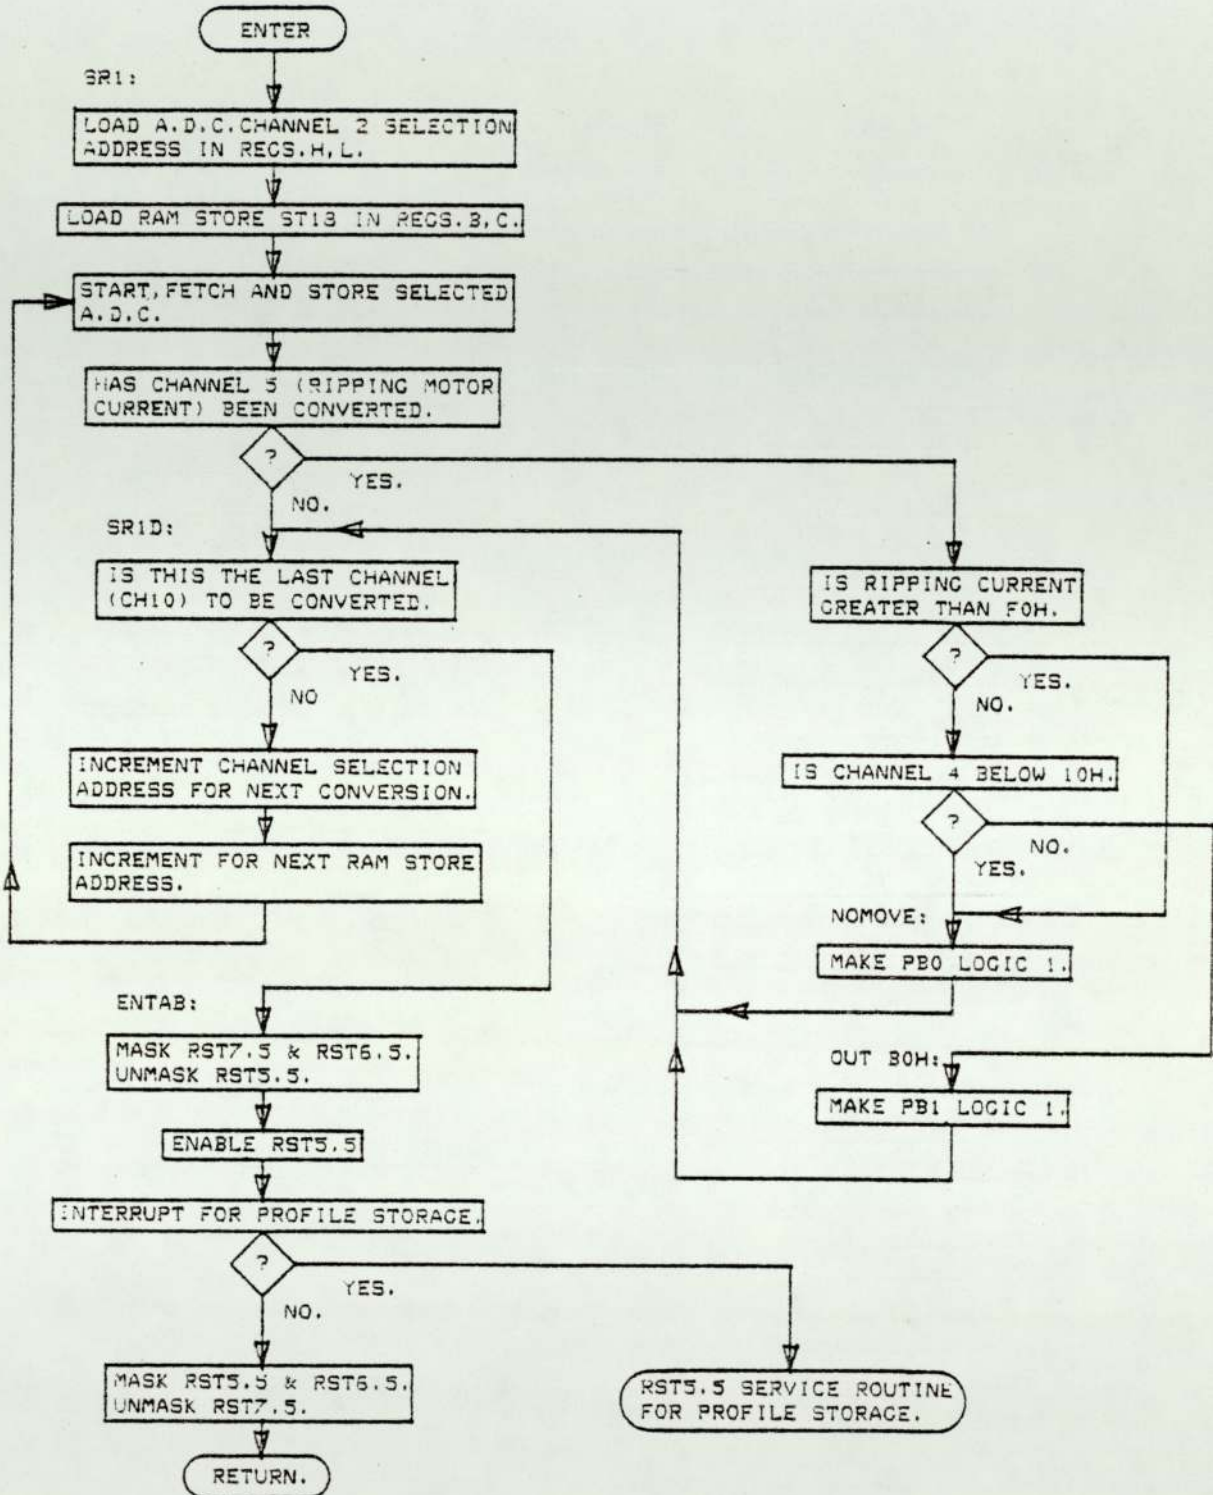 ENTER
SR1:
LOAD A.D.C.CHANNEL 2 SELECTION
ADDRESS IN REGS.H,L.
LOAD RAM STORE ST13 IN REGS.B,C.
START,FETCH AND STORE SELECTED
A.D.C.
HAS CHANNEL 5 (RIPPING MOTOR
CURRENT) BEEN CONVERTED.
?
YES.
NO.
SR1D:
IS THIS THE LAST CHANNEL
(CH10) TO BE CONVERTED.
?
YES.
NO
INCREMENT CHANNEL SELECTION
ADDRESS FOR NEXT CONVERSION.
INCREMENT FOR NEXT RAM STORE
ADDRESS.
IS RIPPING CURRENT
GREATER THAN F0H.
?
YES.
NO.
IS CHANNEL 4 BELOW 10H.
?
NO.
YES.
NOMOVE:
MAKE PB0 LOGIC 1.
OUT B0H:
MAKE PB1 LOGIC 1.
ENTAB:
MASK RST7.5 & RST6.5.
UNMASK RST5.5.
ENABLE RST5.5
INTERRUPT FOR PROFILE STORAGE.
?
YES.
NO.
MASK RST5.5 & RST6.5.
UNMASK RST7.5.
RETURN.
RST5.5 SERVICE ROUTINE
FOR PROFILE STORAGE.